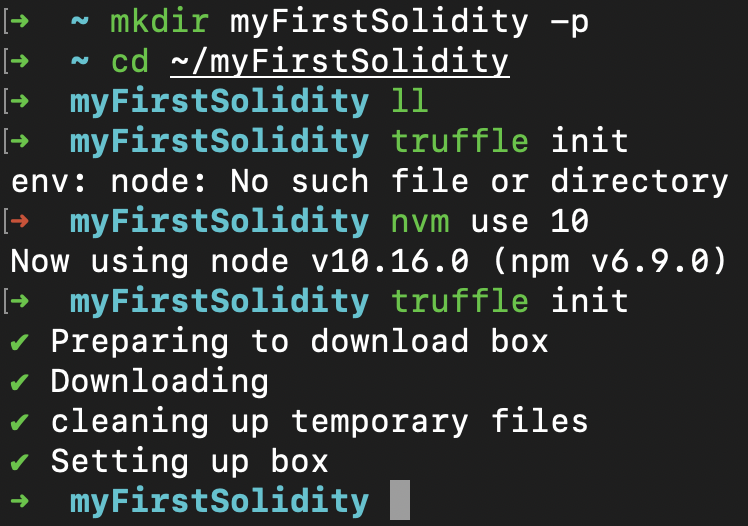 [➜  ~ mkdir myFirstSolidity -p
[➜  ~ cd ~/myFirstSolidity
[➜  myFirstSolidity ll
[➜  myFirstSolidity truffle init
env: node: No such file or directory
[➜  myFirstSolidity nvm use 10
Now using node v10.16.0 (npm v6.9.0)
[➜  myFirstSolidity truffle init
✔ Preparing to download box
✔ Downloading
✔ cleaning up temporary files
✔ Setting up box
➜  myFirstSolidity